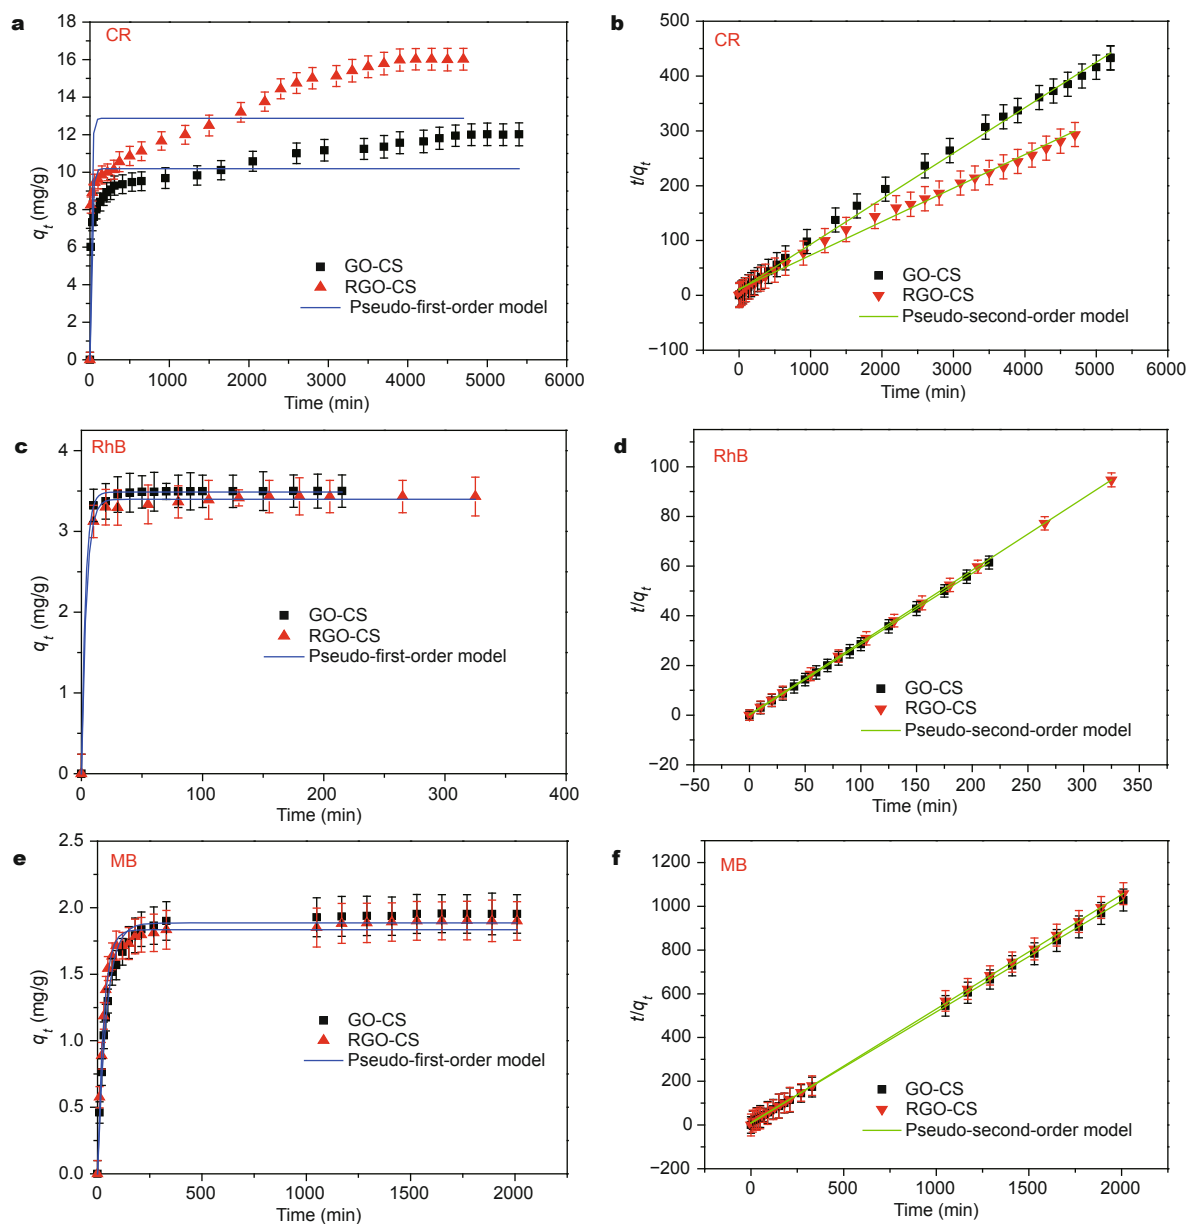 a
CR
18
16
14
12
10
8
6
4
2
0
q_t (mg/g)
GO-CS
RGO-CS
Pseudo-first-order model
0 1000 2000 3000 4000 5000 6000
Time (min)
b
CR
450
400
300
200
100
0
−100
t/q_t
GO-CS
RGO-CS
Pseudo-second-order model
0 1000 2000 3000 4000 5000 6000
Time (min)
c
RhB
4
3
2
1
0
q_t (mg/g)
GO-CS
RGO-CS
Pseudo-first-order model
0 100 200 300 400
Time (min)
d
RhB
100
80
60
40
20
0
−20
t/q_t
GO-CS
RGO-CS
Pseudo-second-order model
−50 0 50 100 150 200 250 300 350
Time (min)
e
MB
2.5
2.0
1.5
1.0
0.5
0.0
q_t (mg/g)
GO-CS
RGO-CS
Pseudo-first-order model
0 500 1000 1500 2000
Time (min)
f
MB
1200
1000
800
600
400
200
0
−200
t/q_t
GO-CS
RGO-CS
Pseudo-second-order model
0 500 1000 1500 2000
Time (min)